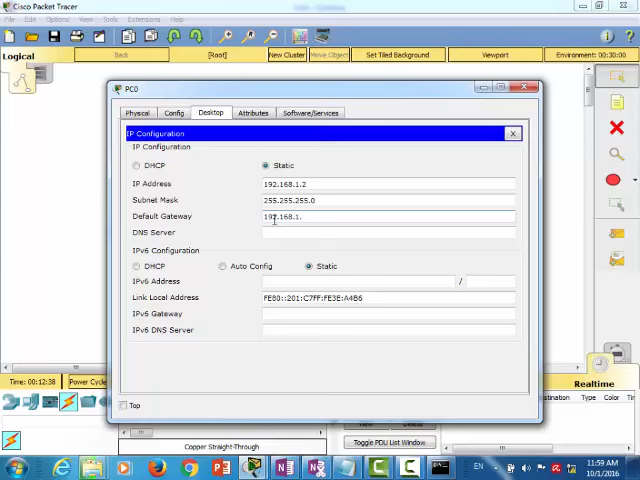 Cisco Packet Tracer
File Edit Options View Tools Extensions Help
Logical Back [Root] New Cluster Move Object Set Tiled Background Viewport Environment: 00:30:00
PC0
Physical Config Desktop Attributes Software/Services
IP Configuration X
IP Configuration
DHCP Static
IP Address 192.168.1.2
Subnet Mask 255.255.255.0
Default Gateway 192.168.1.
DNS Server
IPv6 Configuration
DHCP Auto Config Static
IPv6 Address /
Link Local Address FE80::201:C7FF:FE3E:A4B6
IPv6 Gateway
IPv6 DNS Server
Time: 00:12:38 Power Cycle Realtime
Top
Source Type Color
Copper Straight-Through
Toggle PDU List Window
EN 11:59 AM
10/1/2016